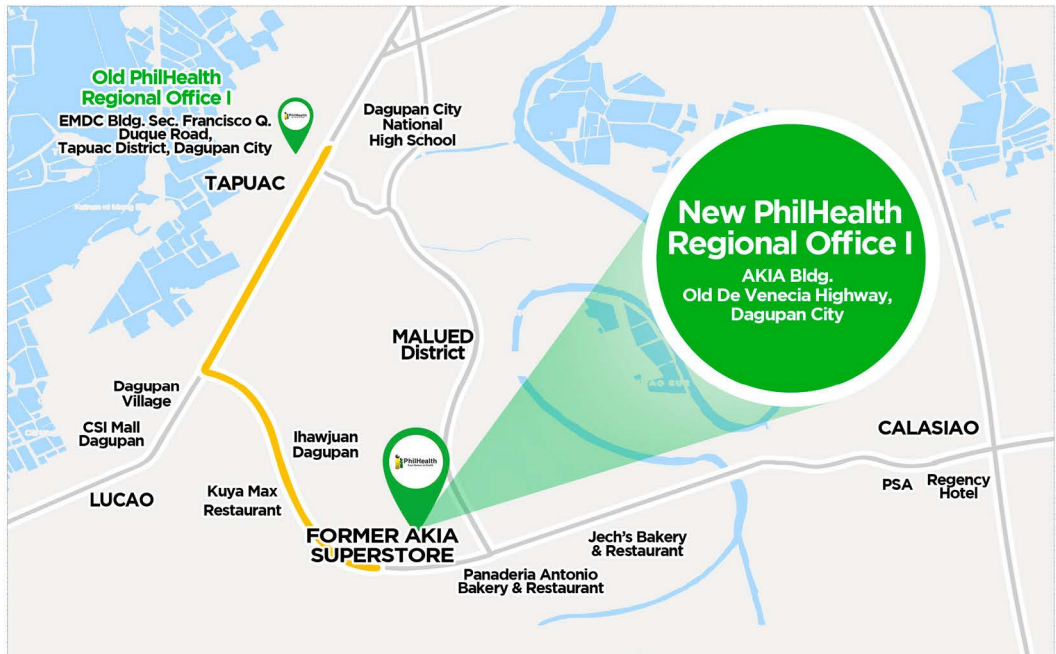 Old PhilHealth
Regional Office I
EMDC Bldg. Sec. Francisco Q.
Duque Road,
Tapuac District, Dagupan City
PhilHealth
TAPUAC
Dagupan City
National
High School
New PhilHealth
Regional Office I
AKIA Bldg.
Old De Venecia Highway,
Dagupan City
MALUED
District
Dagupan
Village
CSI Mall
Dagupan
LUCAO
Ihawjuan
Dagupan
Kuya Max
Restaurant
PhilHealth
FORMER AKIA
SUPERSTORE
Panaderia Antonio
Bakery & Restaurant
Jech's Bakery
& Restaurant
CALASIAO
PSA
Regency
Hotel